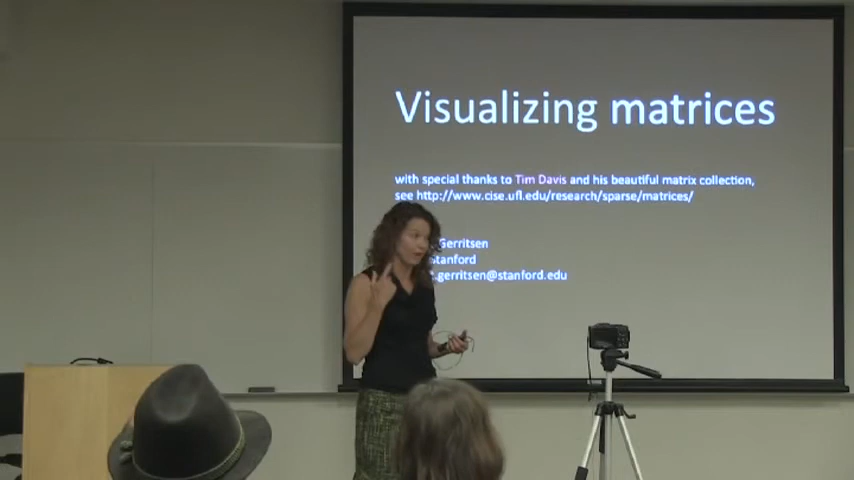 Visualizing matrices
with special thanks to Tim Davis and his beautiful matrix collection,
see http://www.cise.ufl.edu/research/sparse/matrices/
Gerritsen
Stanford
.gerritsen@stanford.edu